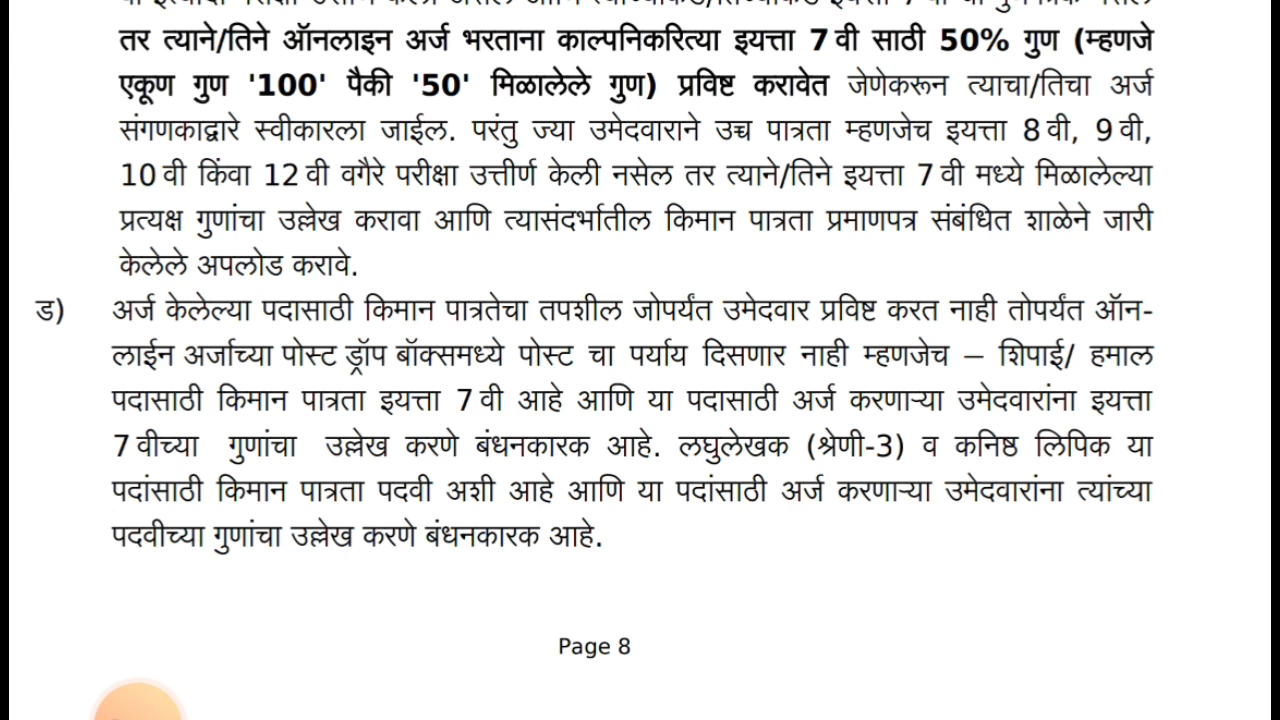 तर त्याने/तिने ऑनलाइन अर्ज भरताना काल्पनिकरित्या इयत्ता 7 वी साठी 50% गुण (म्हणजे
एकूण गुण '100' पैकी '50' मिळालेले गुण) प्रविष्ट करावेत जेणेकरून त्याचा/तिचा अर्ज
संगणकाद्वारे स्वीकारला जाईल. परंतु ज्या उमेदवाराने उच्च पात्रता म्हणजेच इयत्ता 8 वी, 9 वी,
10 वी किंवा 12 वी वगैरे परीक्षा उत्तीर्ण केली नसेल तर त्याने/तिने इयत्ता 7 वी मध्ये मिळालेल्या
प्रत्यक्ष गुणांचा उल्लेख करावा आणि त्यासंदर्भातील किमान पात्रता प्रमाणपत्र संबंधित शाळेने जारी
केलेले अपलोड करावे.
ड) अर्ज केलेल्या पदासाठी किमान पात्रतेचा तपशील जोपर्यंत उमेदवार प्रविष्ट करत नाही तोपर्यंत ऑन-
लाईन अर्जाच्या पोस्ट ड्रॉप बॉक्समध्ये पोस्ट चा पर्याय दिसणार नाही म्हणजेच – शिपाई/ हमाल
पदासाठी किमान पात्रता इयत्ता 7 वी आहे आणि या पदासाठी अर्ज करणाऱ्या उमेदवारांना इयत्ता
7 वीच्या गुणांचा उल्लेख करणे बंधनकारक आहे. लघुलेखक (श्रेणी-3) व कनिष्ठ लिपिक या
पदांसाठी किमान पात्रता पदवी अशी आहे आणि या पदांसाठी अर्ज करणाऱ्या उमेदवारांना त्यांच्या
पदवीच्या गुणांचा उल्लेख करणे बंधनकारक आहे.
Page 8